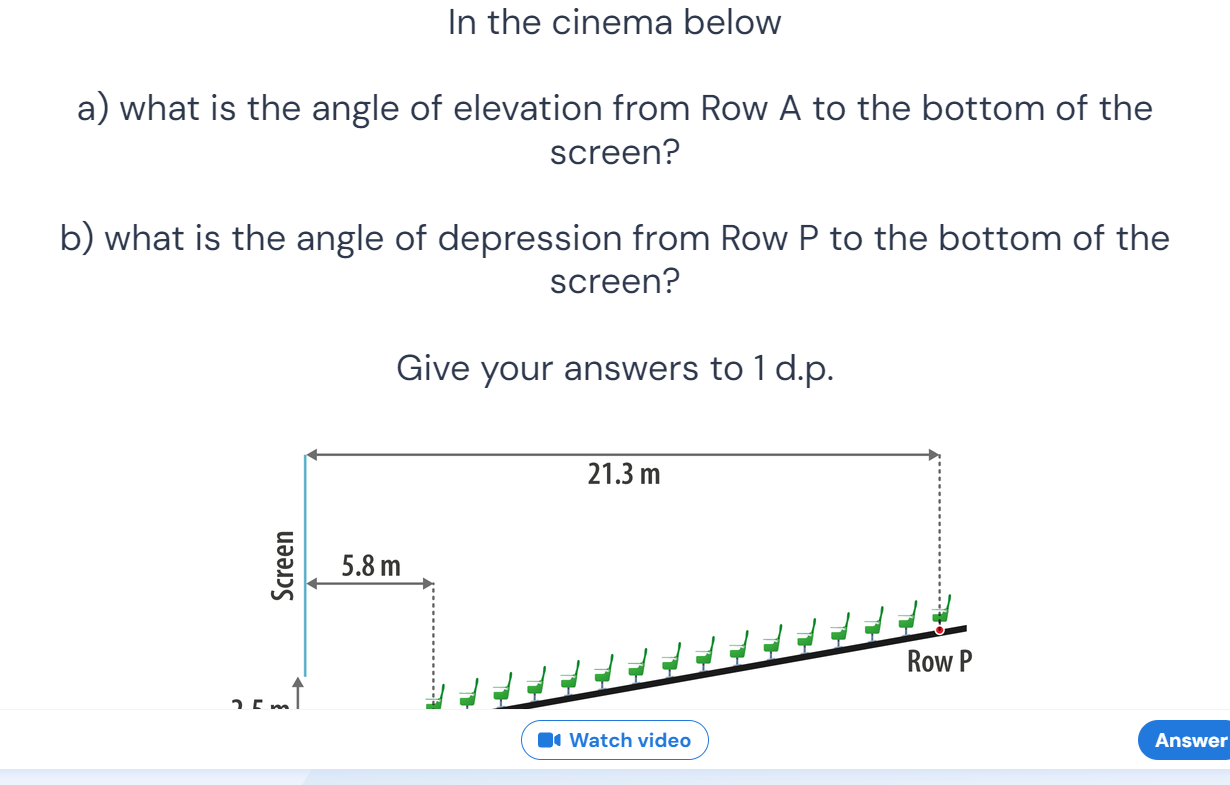 In the cinema below
a) what is the angle of elevation from Row A to the bottom of the
screen?
b) what is the angle of depression from Row P to the bottom of the
screen?
Give your answers to 1 d.p.
21.3 m
Screen
5.8 m
Row P
Watch video
Answer